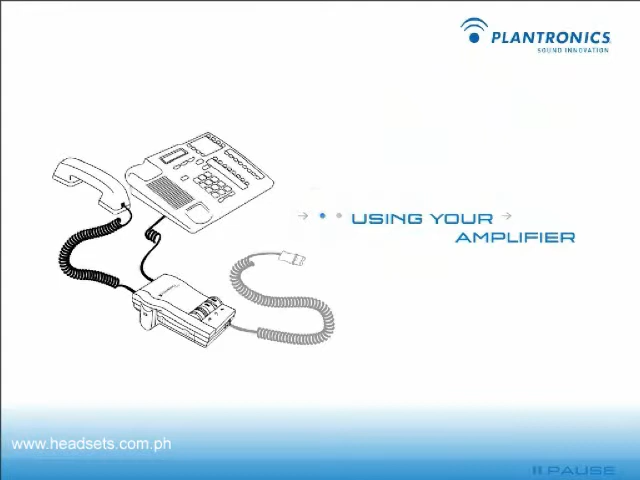 PLANTRONICS
SOUND INNOVATION
USING YOUR
AMPLIFIER
www.headsets.com.ph
PAUSE